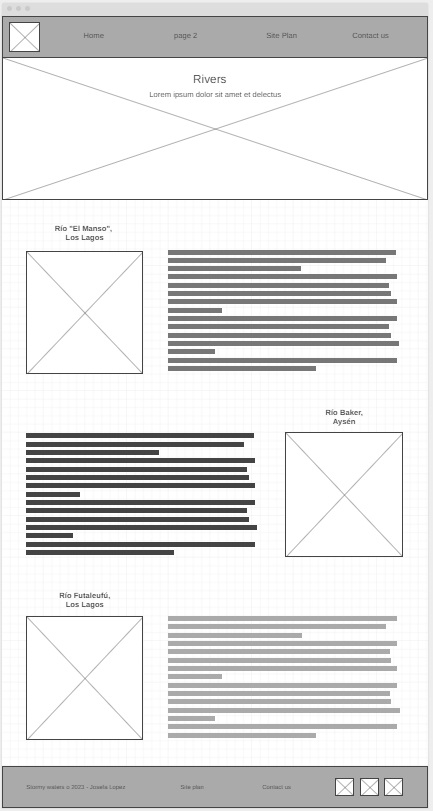 Home page 2 Site Plan Contact us
Rivers
Lorem ipsum dolor sit amet et delectus
Río "El Manso",
Los Lagos
Río Baker,
Aysén
Río Futaleufú,
Los Lagos
Stormy waters © 2023 - Josefa Lopez Site plan Contact us